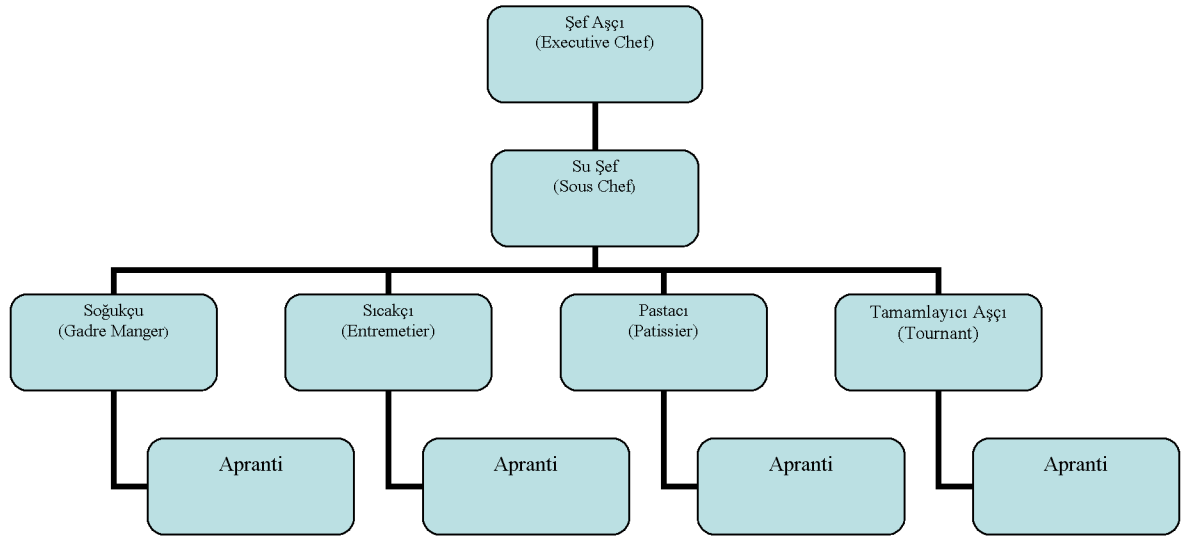 Şef Aşçı
(Executive Chef)
Su Şef
(Sous Chef)
Soğukçu
(Gadre Manger)
Sıcakçı
(Entremetier)
Pastacı
(Patissier)
Tamamlayıcı Aşçı
(Tournant)
Apranti
Apranti
Apranti
Apranti